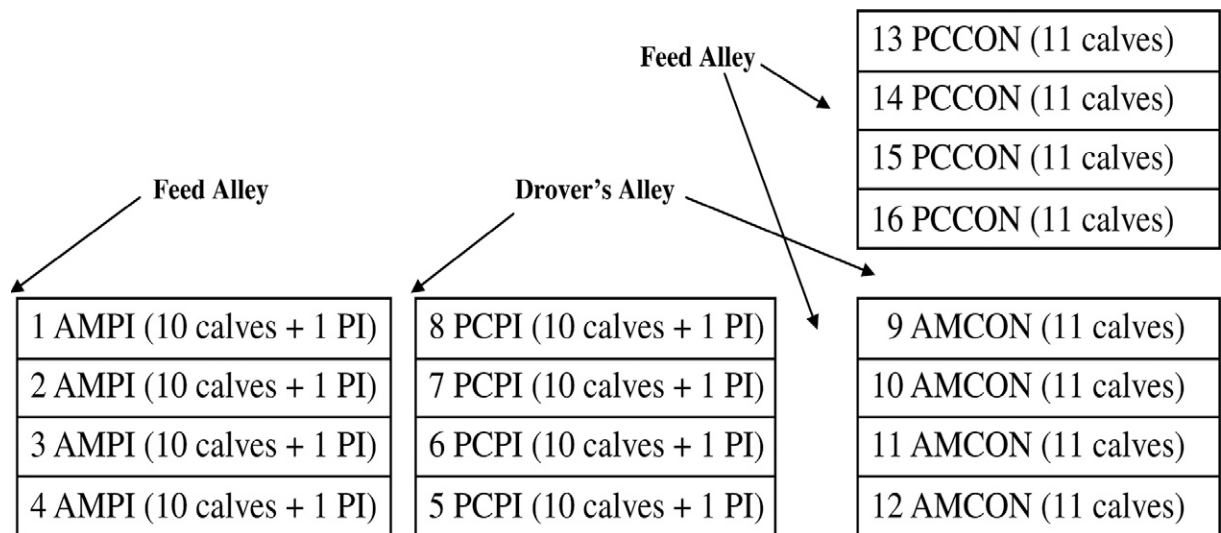 13 PCCON (11 calves)
Feed Alley
14 PCCON (11 calves)
15 PCCON (11 calves)
Feed Alley
Drover's Alley
16 PCCON (11 calves)
1 AMPI (10 calves + 1 PI)
8 PCPI (10 calves + 1 PI)
9 AMCON (11 calves)
2 AMPI (10 calves + 1 PI)
7 PCPI (10 calves + 1 PI)
10 AMCON (11 calves)
3 AMPI (10 calves + 1 PI)
6 PCPI (10 calves + 1 PI)
11 AMCON (11 calves)
4 AMPI (10 calves + 1 PI)
5 PCPI (10 calves + 1 PI)
12 AMCON (11 calves)